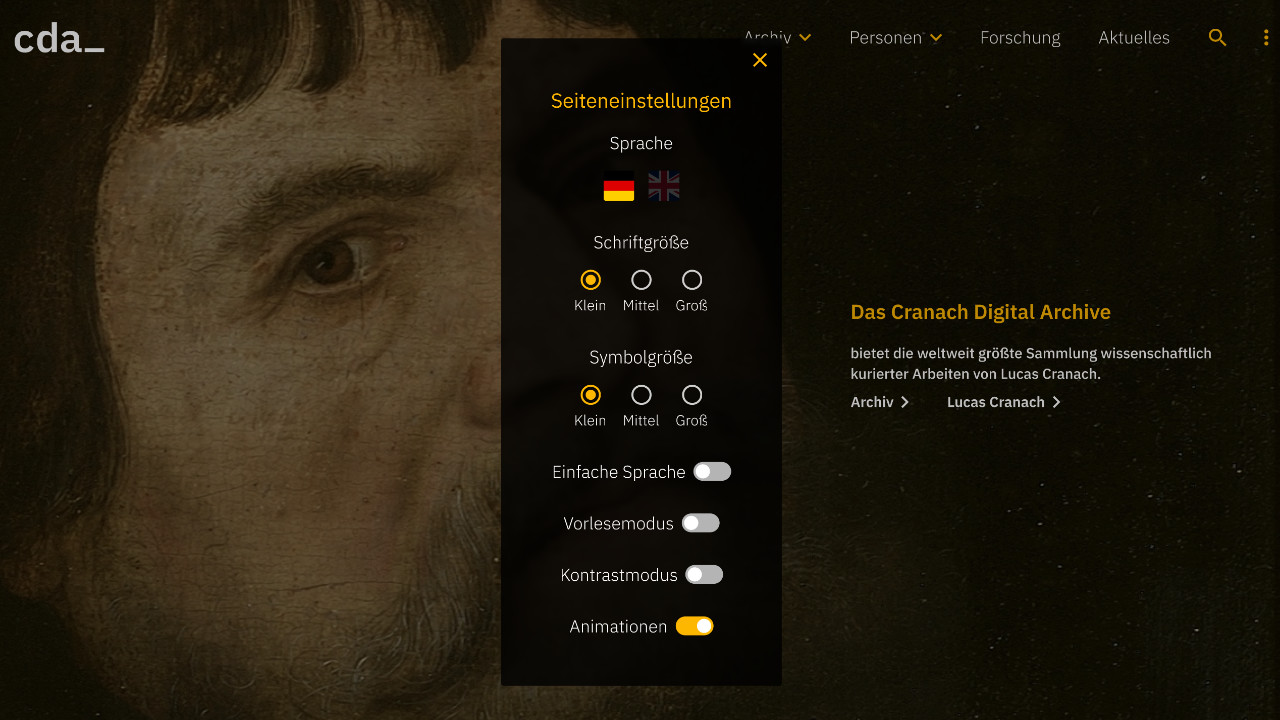 cda_
Archiv
Personen
Forschung
Aktuelles
Seiteneinstellungen
Sprache
Schriftgröße
Klein Mittel Groß
Symbolgröße
Klein Mittel Groß
Einfache Sprache
Vorlesemodus
Kontrastmodus
Animationen
Das Cranach Digital Archive
bietet die weltweit größte Sammlung wissenschaftlich
kurierter Arbeiten von Lucas Cranach.
Archiv
Lucas Cranach